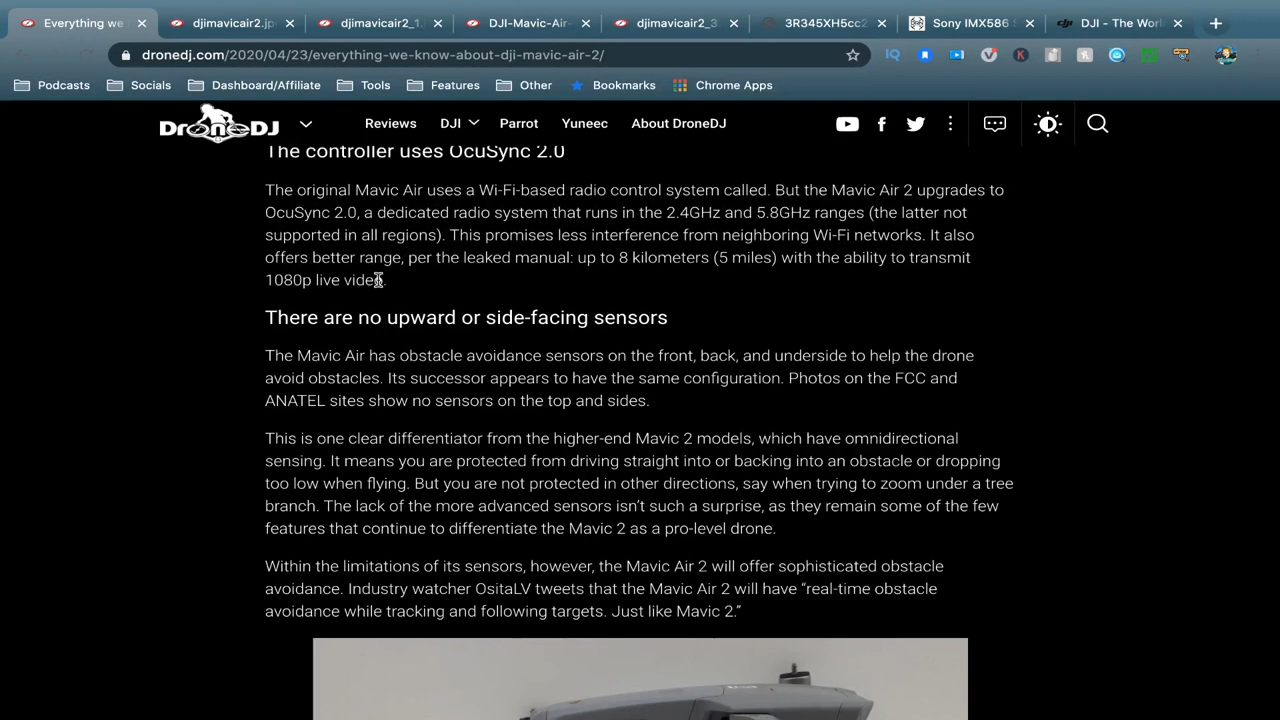 Everything we
djimavicair2.jp
djimavicair2_1.
DJI-Mavic-Air-
djimavicair2_3.
3R345XH5cc2
Sony IMX586
DJI - The Worl
dronedj.com/2020/04/23/everything-we-know-about-dji-mavic-air-2/
Podcasts Socials Dashboard/Affiliate Tools Features Other Bookmarks Chrome Apps
DroneDJ Reviews DJI Parrot Yuneec About DroneDJ
The controller uses OcuSync 2.0
The original Mavic Air uses a Wi-Fi-based radio control system called. But the Mavic Air 2 upgrades to
OcuSync 2.0, a dedicated radio system that runs in the 2.4GHz and 5.8GHz ranges (the latter not
supported in all regions). This promises less interference from neighboring Wi-Fi networks. It also
offers better range, per the leaked manual: up to 8 kilometers (5 miles) with the ability to transmit
1080p live video.
There are no upward or side-facing sensors
The Mavic Air has obstacle avoidance sensors on the front, back, and underside to help the drone
avoid obstacles. Its successor appears to have the same configuration. Photos on the FCC and
ANATEL sites show no sensors on the top and sides.
This is one clear differentiator from the higher-end Mavic 2 models, which have omnidirectional
sensing. It means you are protected from driving straight into or backing into an obstacle or dropping
too low when flying. But you are not protected in other directions, say when trying to zoom under a tree
branch. The lack of the more advanced sensors isn’t such a surprise, as they remain some of the few
features that continue to differentiate the Mavic 2 as a pro-level drone.
Within the limitations of its sensors, however, the Mavic Air 2 will offer sophisticated obstacle
avoidance. Industry watcher OsitaLV tweets that the Mavic Air 2 will have “real-time obstacle
avoidance while tracking and following targets. Just like Mavic 2.”